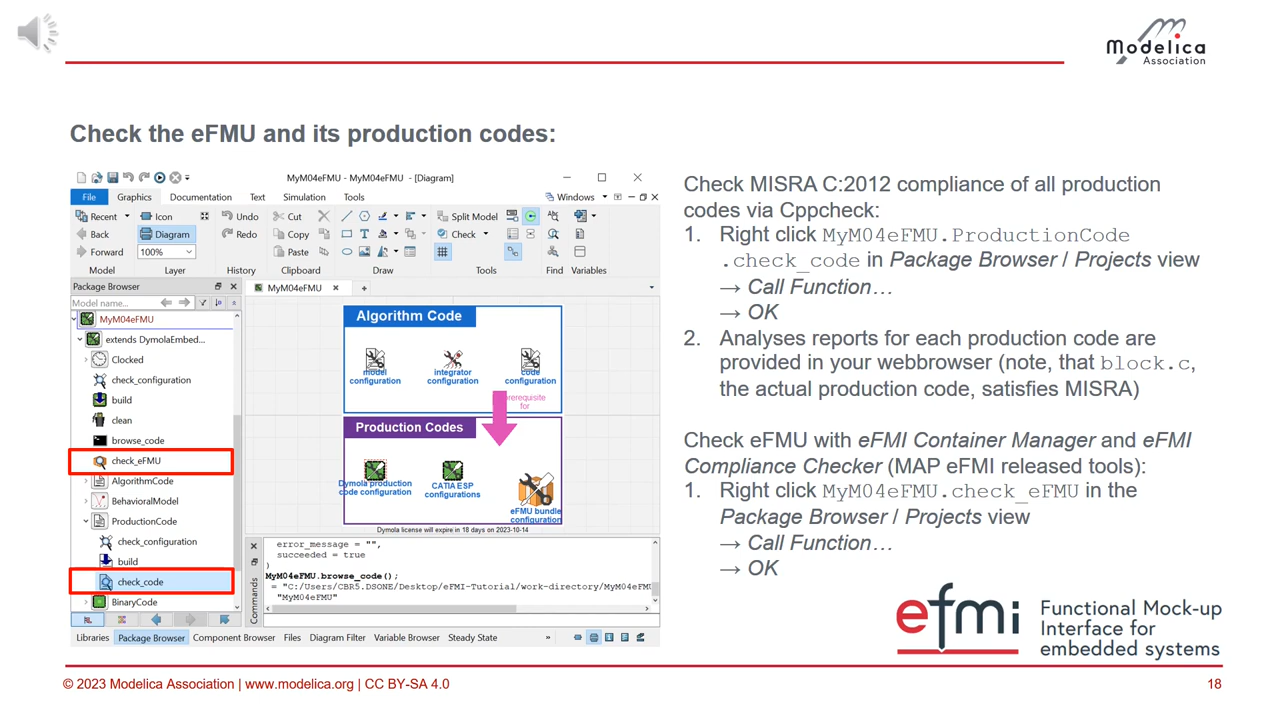 Modelica
Association
Check the eFMU and its production codes:
MyM04eFMU - MyM04eFMU - [Diagram]
File Graphics Documentation Text Simulation Tools Windows
Recent Icon Undo Cut Split Model
Back Diagram Redo Copy Check
Forward 100% Paste
Model Layer History Clipboard Draw Tools Find Variables
Package Browser
MyM04eFMU
Model name...
MyM04eFMU
extends DymolaEmbed...
Clocked
check_configuration
build
clean
browse_code
check_eFMU
AlgorithmCode
BehavioralModel
ProductionCode
check_configuration
build
check_code
BinaryCode
Algorithm Code
model
configuration
integrator
configuration
code
configuration
prerequisite
for
Production Codes
Dymola production
code configuration
CATIA ESP
configurations
eFMU bundle
configuration
Dymola license will expire in 18 days on 2023-10-14
Commands
error_message = "",
succeeded = true
)
MyM04eFMU.browse_code();
= "C:/Users/CBR5.DSONE/Desktop/eFMI-Tutorial/work-directory/MyM04eFMU
"MyM04eFMU"
Libraries Package Browser Component Browser Files Diagram Filter Variable Browser Steady State »
Check MISRA C:2012 compliance of all production
codes via Cppcheck:
1. Right click MyM04eFMU.ProductionCode
.check_code in Package Browser / Projects view
→ Call Function…
→ OK
2. Analyses reports for each production code are
provided in your webbrowser (note, that block.c,
the actual production code, satisfies MISRA)
Check eFMU with eFMI Container Manager and eFMI
Compliance Checker (MAP eFMI released tools):
1. Right click MyM04eFMU.check_eFMU in the
Package Browser / Projects view
→ Call Function…
→ OK
efmi
Functional Mock-up
Interface for
embedded systems
© 2023 Modelica Association | www.modelica.org | CC BY-SA 4.0
18